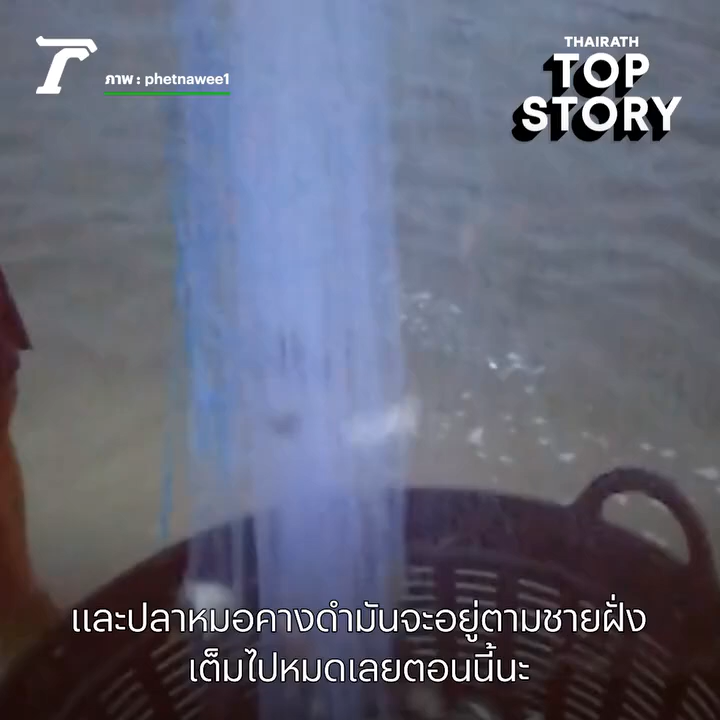 ภาพ : phetnawee1
THAIRATH
TOP
STORY
และปลาหมอคางดำมันจะอยู่ตามชายฝั่ง
เต็มไปหมดเลยตอนนี้นะ